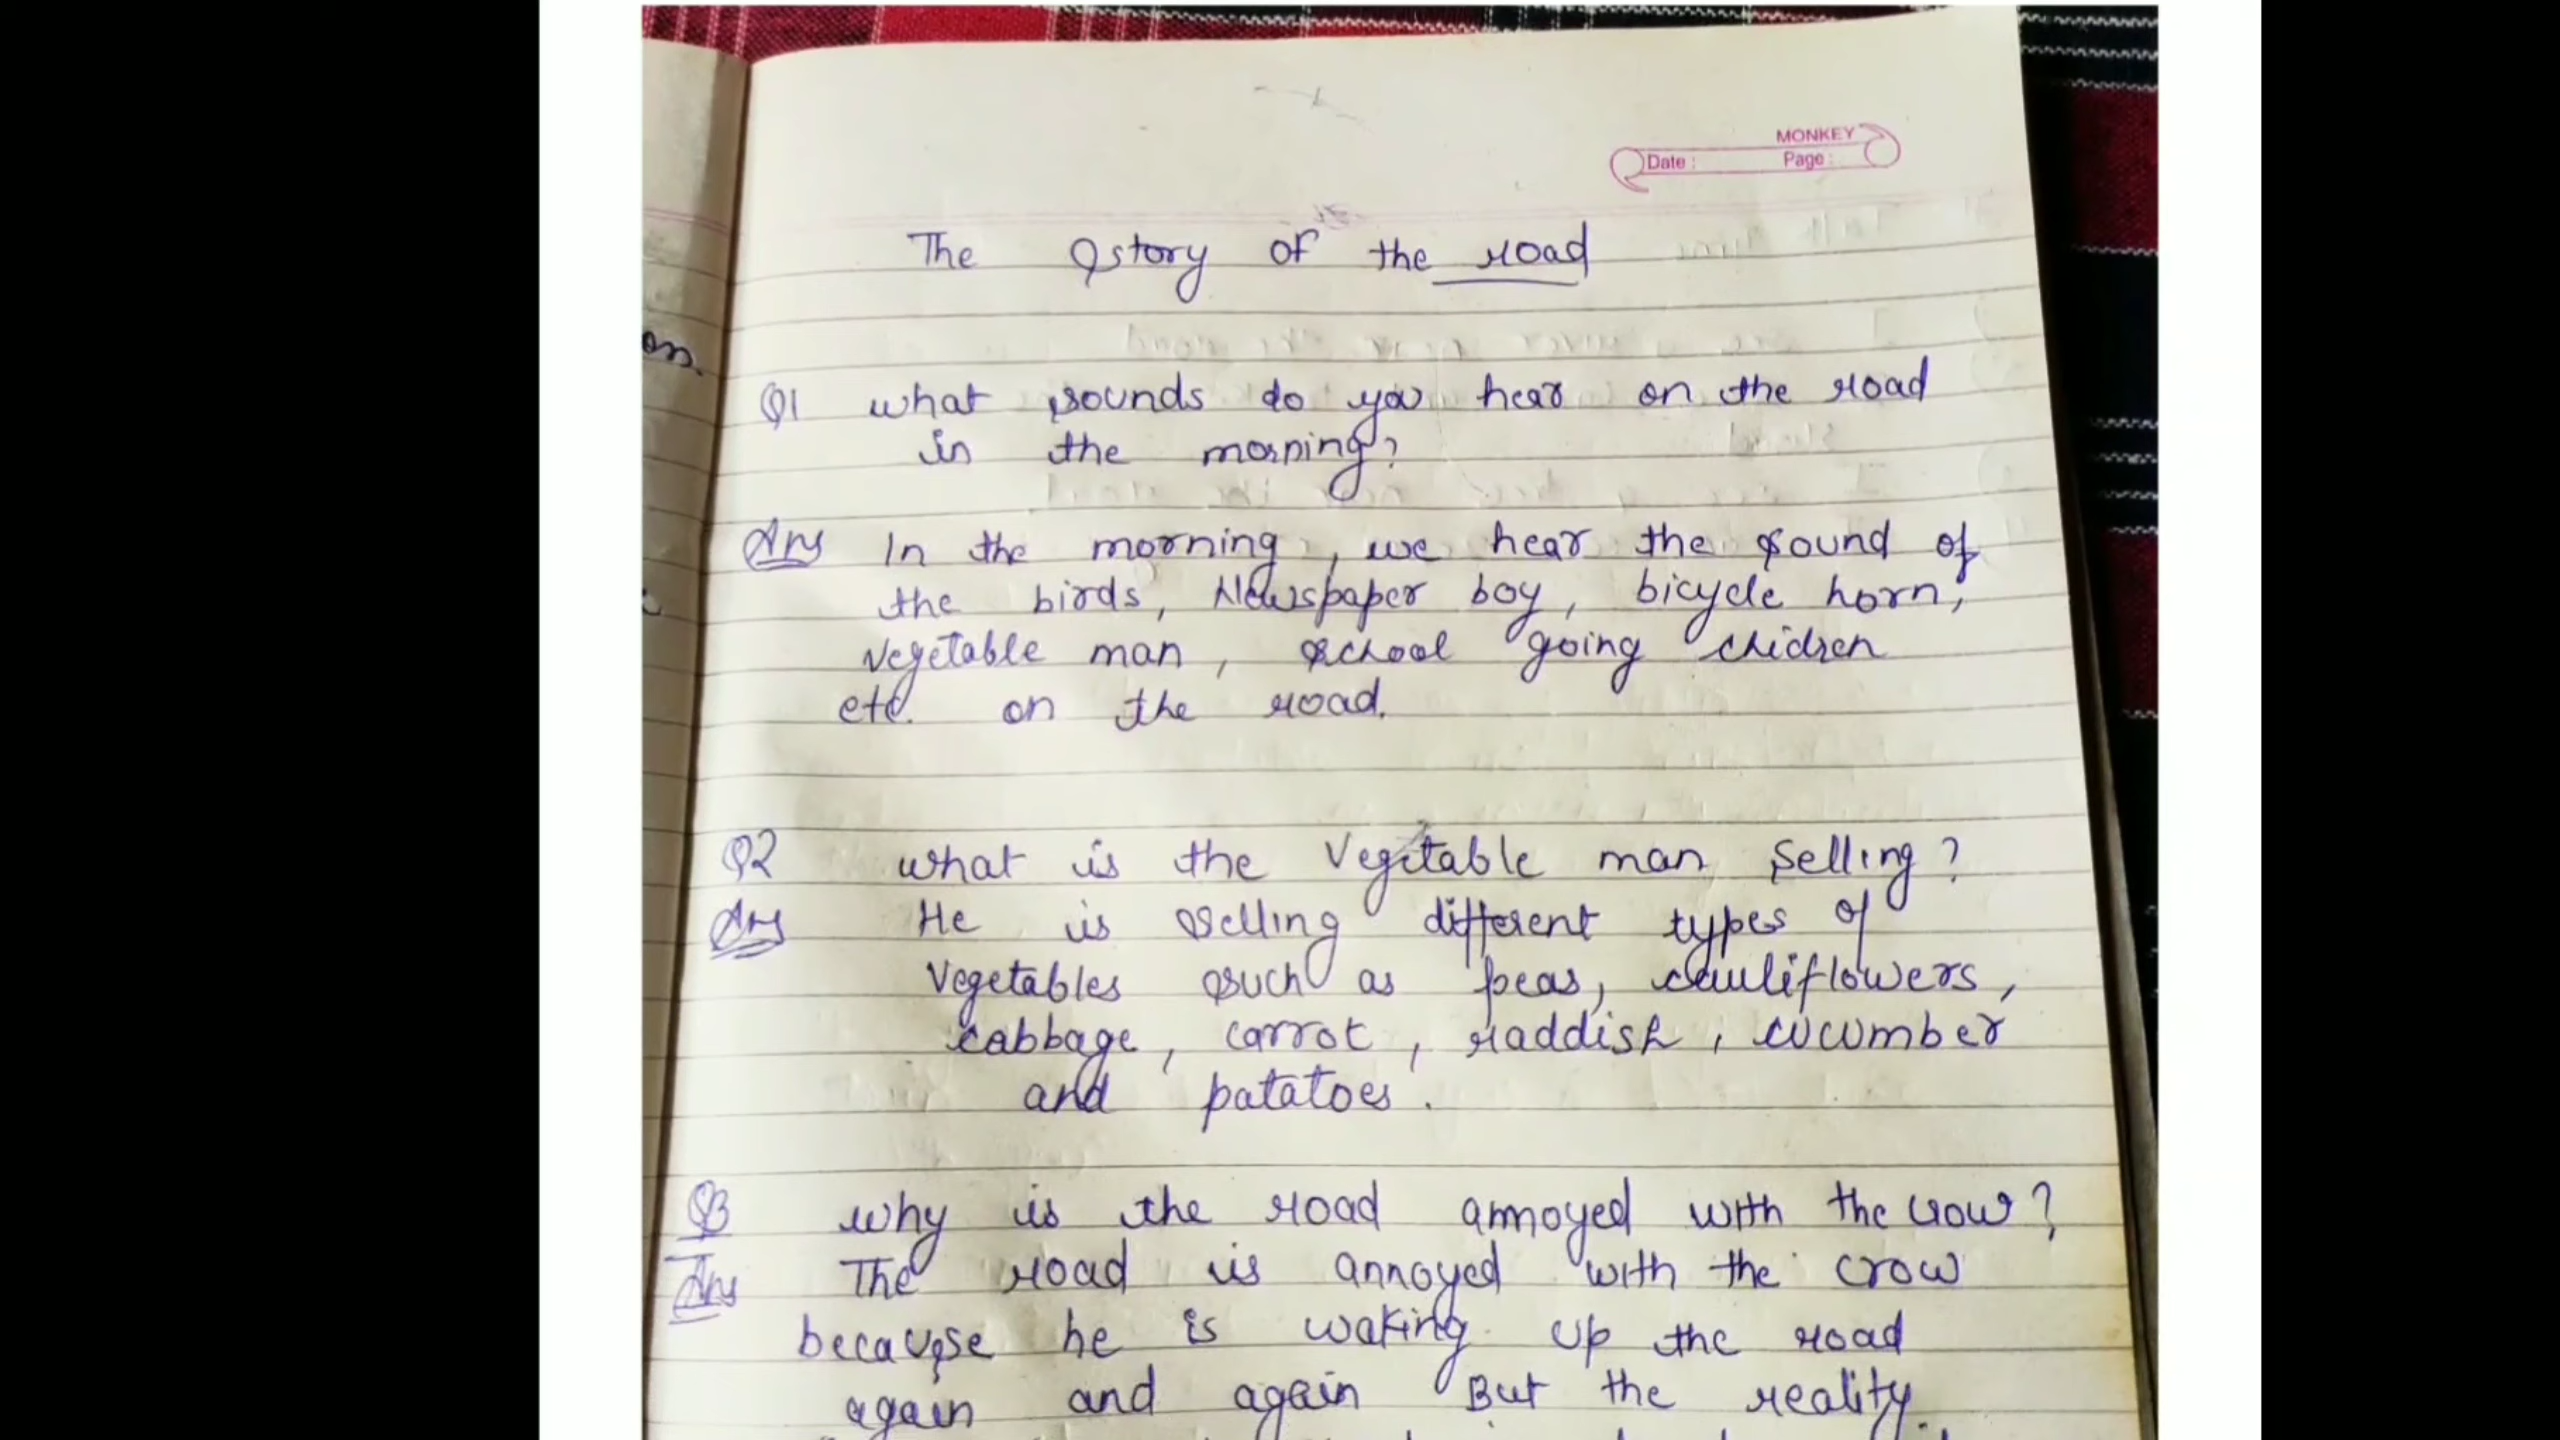 MONKEY
Date : Page :
The story of the road
Q1 what sounds do you hear on the road
in the morning?
Ans In the morning, we hear the sound of
the birds, Newspaper boy, bicycle horn,
vegetable man, school going chidren
etc. on the road.
Q2 what is the Vegetable man selling?
Ans He is selling different types of
Vegetables such as peas, cauliflowers,
cabbage, carrot, raddish, cucumber
and patatoes.
Q3 why is the road annoyed with the crow?
Ans The road is annoyed with the crow
because he is waking up the road
again and again But the reality